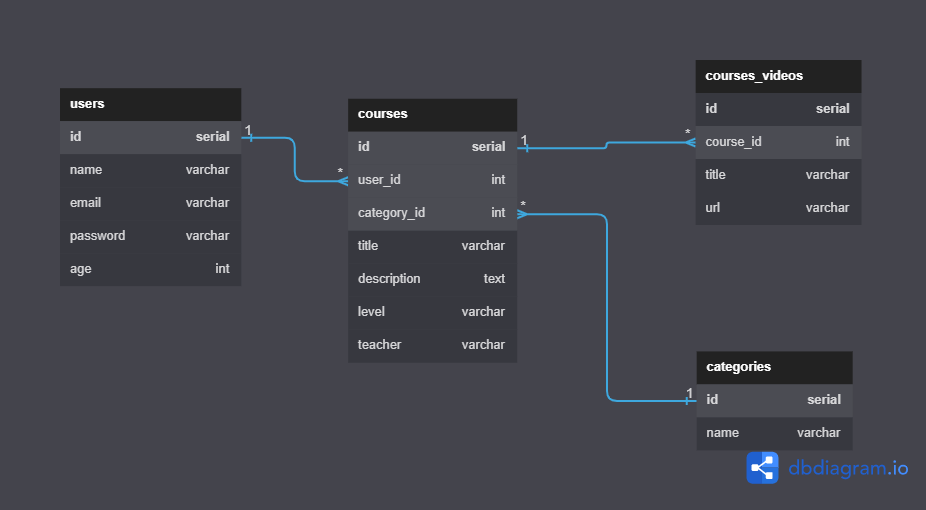 users
id serial
name varchar
email varchar
password varchar
age int
1
*
courses
id serial
user_id int
category_id int
title varchar
description text
level varchar
teacher varchar
1
*
*
1
courses_videos
id serial
course_id int
title varchar
url varchar
categories
id serial
name varchar
dbdiagram.io